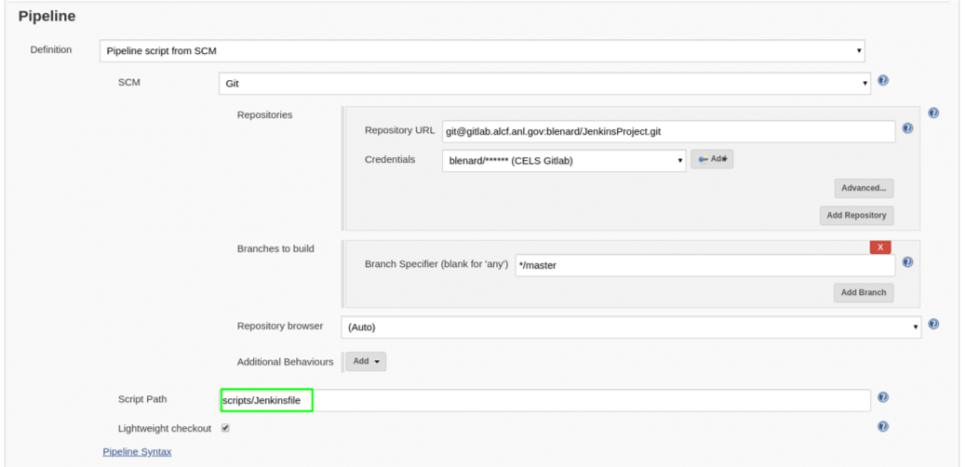 Pipeline
Definition Pipeline script from SCM
SCM Git
Repositories
Repository URL git@gitlab.alcf.anl.gov:blenard/JenkinsProject.git
Credentials blenard/****** (CELS Gitlab) Add
Advanced...
Add Repository
Branches to build X
Branch Specifier (blank for 'any') */master
Add Branch
Repository browser (Auto)
Additional Behaviours Add
Script Path scripts/Jenkinsfile
Lightweight checkout
Pipeline Syntax